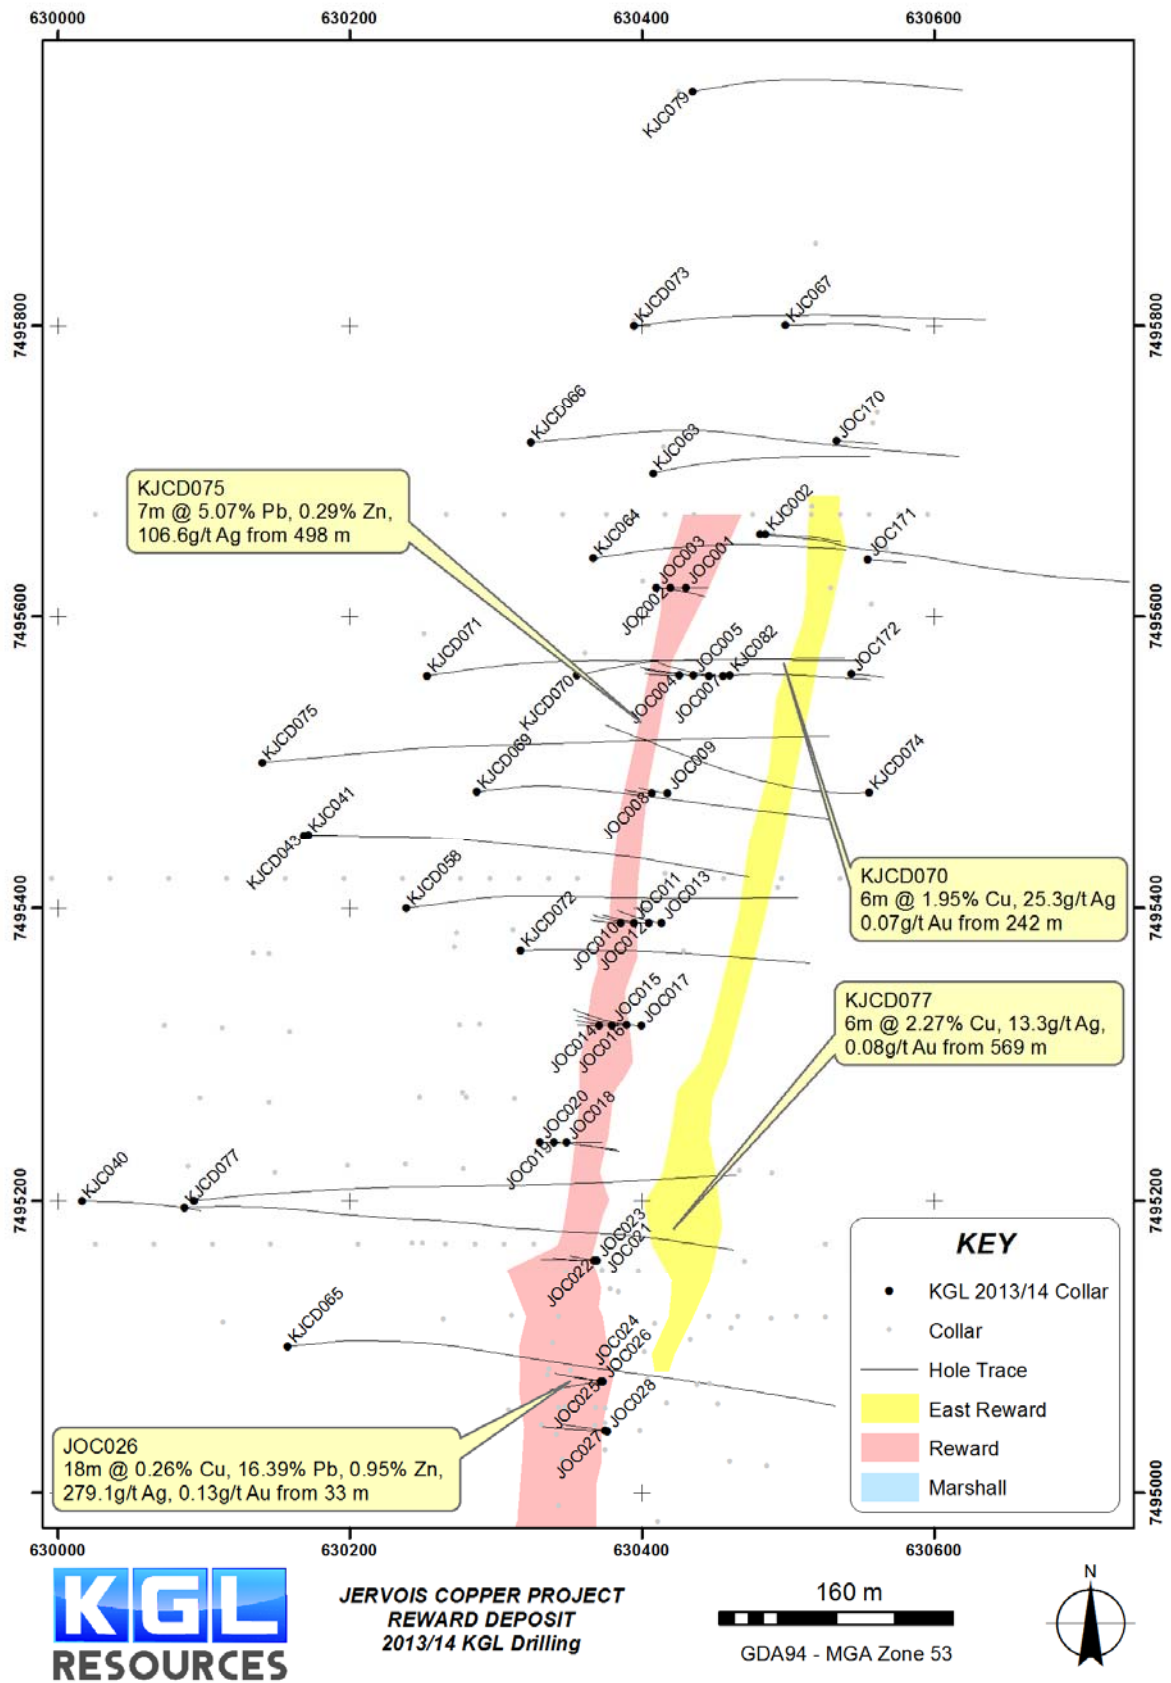 630000 630200 630400 630600
KJC079
7495800 7495800
KJCD073 KJC067
KJCD066 KJC063 JOC170
KJCD075
7m @ 5.07% Pb, 0.29% Zn,
106.6g/t Ag from 498 m
KJC064 KJC002 JOC171
JOC003 JOC001
JOC002
7495600 7495600
KJCD071 JOC005 KJC082 JOC172
KJCD070 JOC004 JOC007
KJCD075 KJCD069 JOC009 KJCD074
JOC008
KJCD043 KJC041
KJCD070
6m @ 1.95% Cu, 25.3g/t Ag
0.07g/t Au from 242 m
7495400 7495400
KJCD058 KJCD072 JOC011 JOC013
JOC010 JOC012
KJCD077
6m @ 2.27% Cu, 13.3g/t Ag,
0.08g/t Au from 569 m
JOC015 JOC017
JOC014 JOC016
JOC020 JOC018
JOC019
KJC040 KJCD077
7495200 7495200
JOC023
JOC021
JOC022
KJCD065
JOC024
JOC026
JOC025
JOC028
JOC027
JOC026
18m @ 0.26% Cu, 16.39% Pb, 0.95% Zn,
279.1g/t Ag, 0.13g/t Au from 33 m
KEY
KGL 2013/14 Collar
Collar
Hole Trace
East Reward
Reward
Marshall
7495000 7495000
630000 630200 630400 630600
KGL
RESOURCES
JERVOIS COPPER PROJECT
REWARD DEPOSIT
2013/14 KGL Drilling
160 m
GDA94 - MGA Zone 53
N